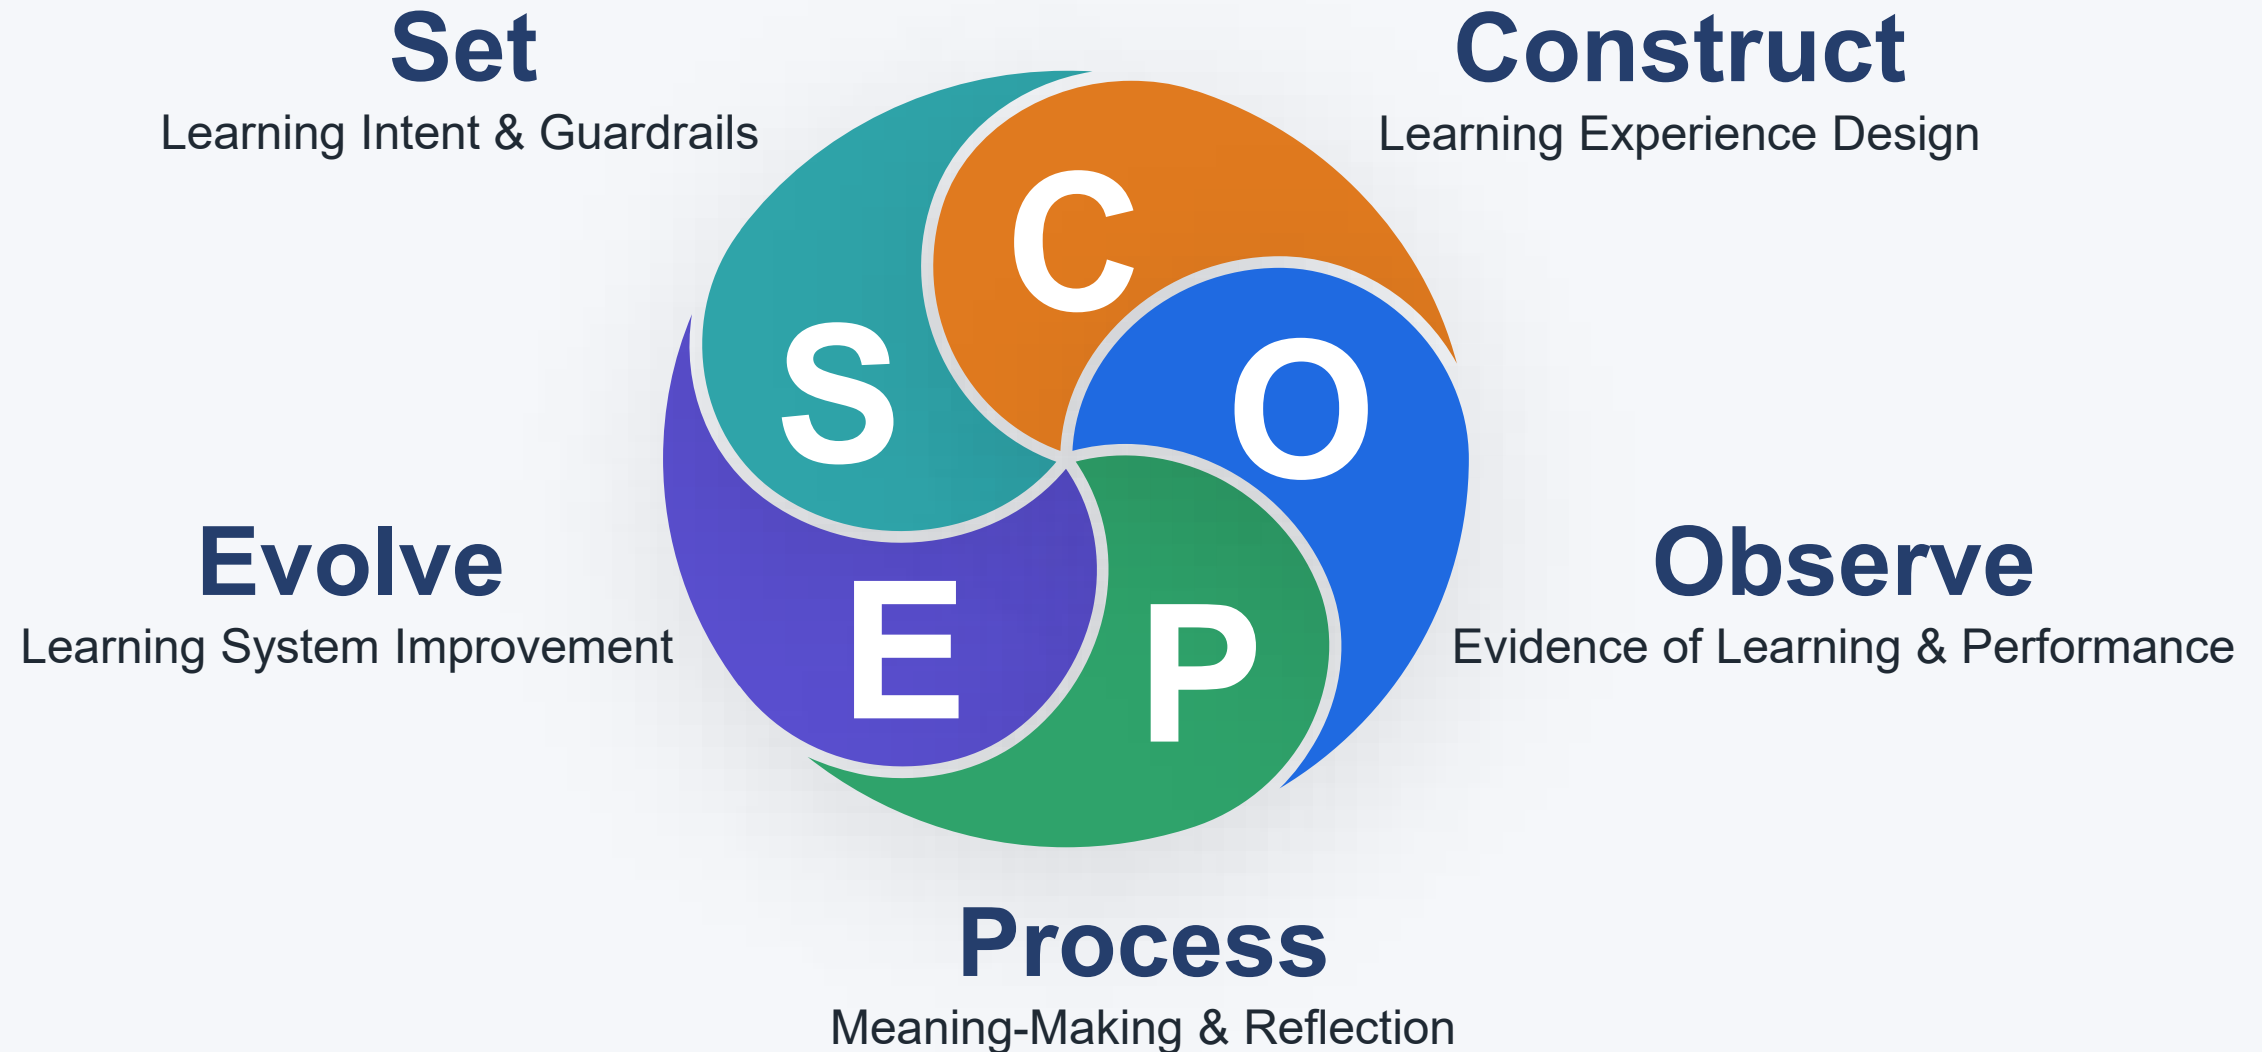 Set
Learning Intent & Guardrails
Construct
Learning Experience Design
S
C
O
P
E
Evolve
Learning System Improvement
Observe
Evidence of Learning & Performance
Process
Meaning-Making & Reflection